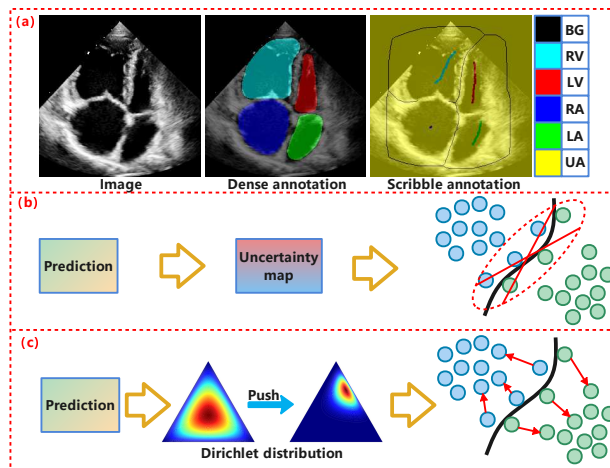 (a)
BG
RV
LV
RA
LA
UA
Image
Dense annotation
Scribble annotation
(b)
Prediction
Uncertainty
map
(c)
Prediction
Push
Dirichlet distribution